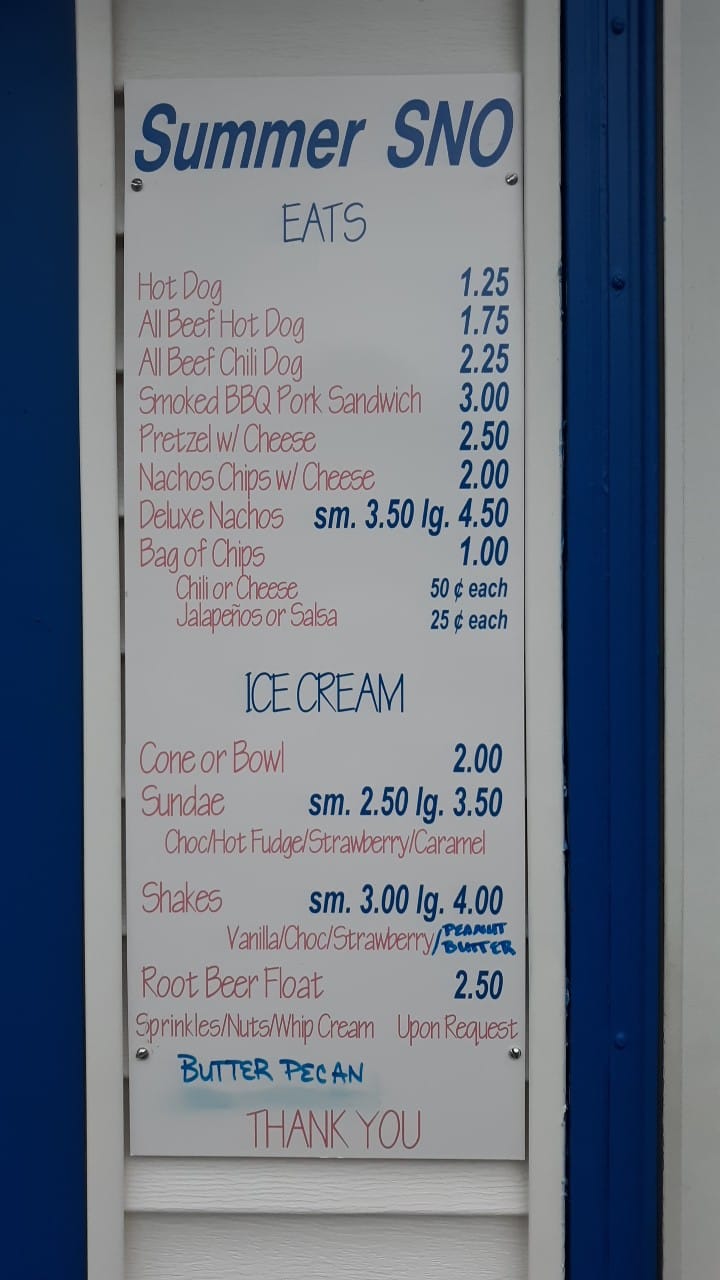 Summer SNO
EATS
Hot Dog 1.25
All Beef Hot Dog 1.75
All Beef Chili Dog 2.25
Smoked BBQ Pork Sandwich 3.00
Pretzel w/ Cheese 2.50
Nachos Chips w/ Cheese 2.00
Deluxe Nachos sm. 3.50 lg. 4.50
Bag of Chips 1.00
Chili or Cheese 50 ¢ each
Jalapeños or Salsa 25 ¢ each
ICE CREAM
Cone or Bowl 2.00
Sundae sm. 2.50 lg. 3.50
Choc/Hot Fudge/Strawberry/Caramel
Shakes sm. 3.00 lg. 4.00
Vanilla/Choc/Strawberry/PEANUT BUTTER
Root Beer Float 2.50
Sprinkles/Nuts/Whip Cream Upon Request
BUTTER PECAN
THANK YOU